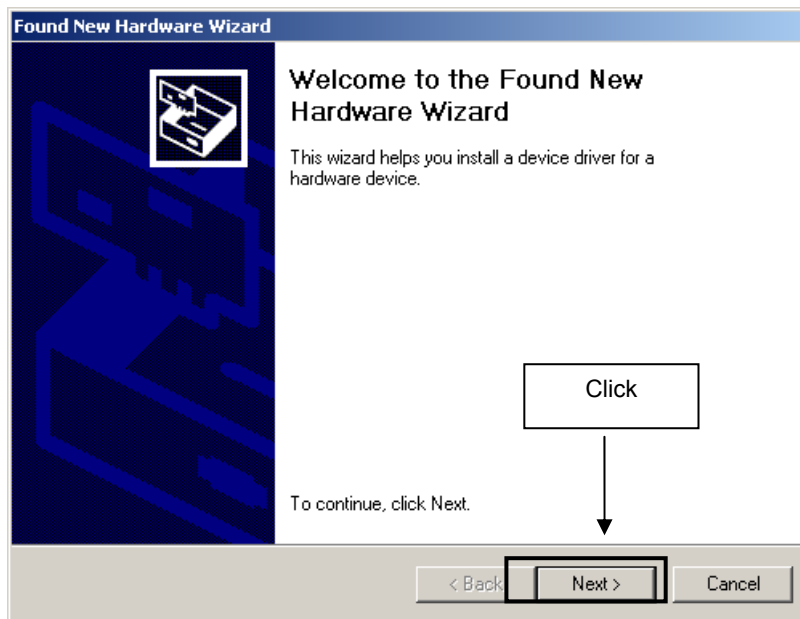 Found New Hardware Wizard
Welcome to the Found New
Hardware Wizard
This wizard helps you install a device driver for a
hardware device.
Click
To continue, click Next.
< Back
Next >
Cancel